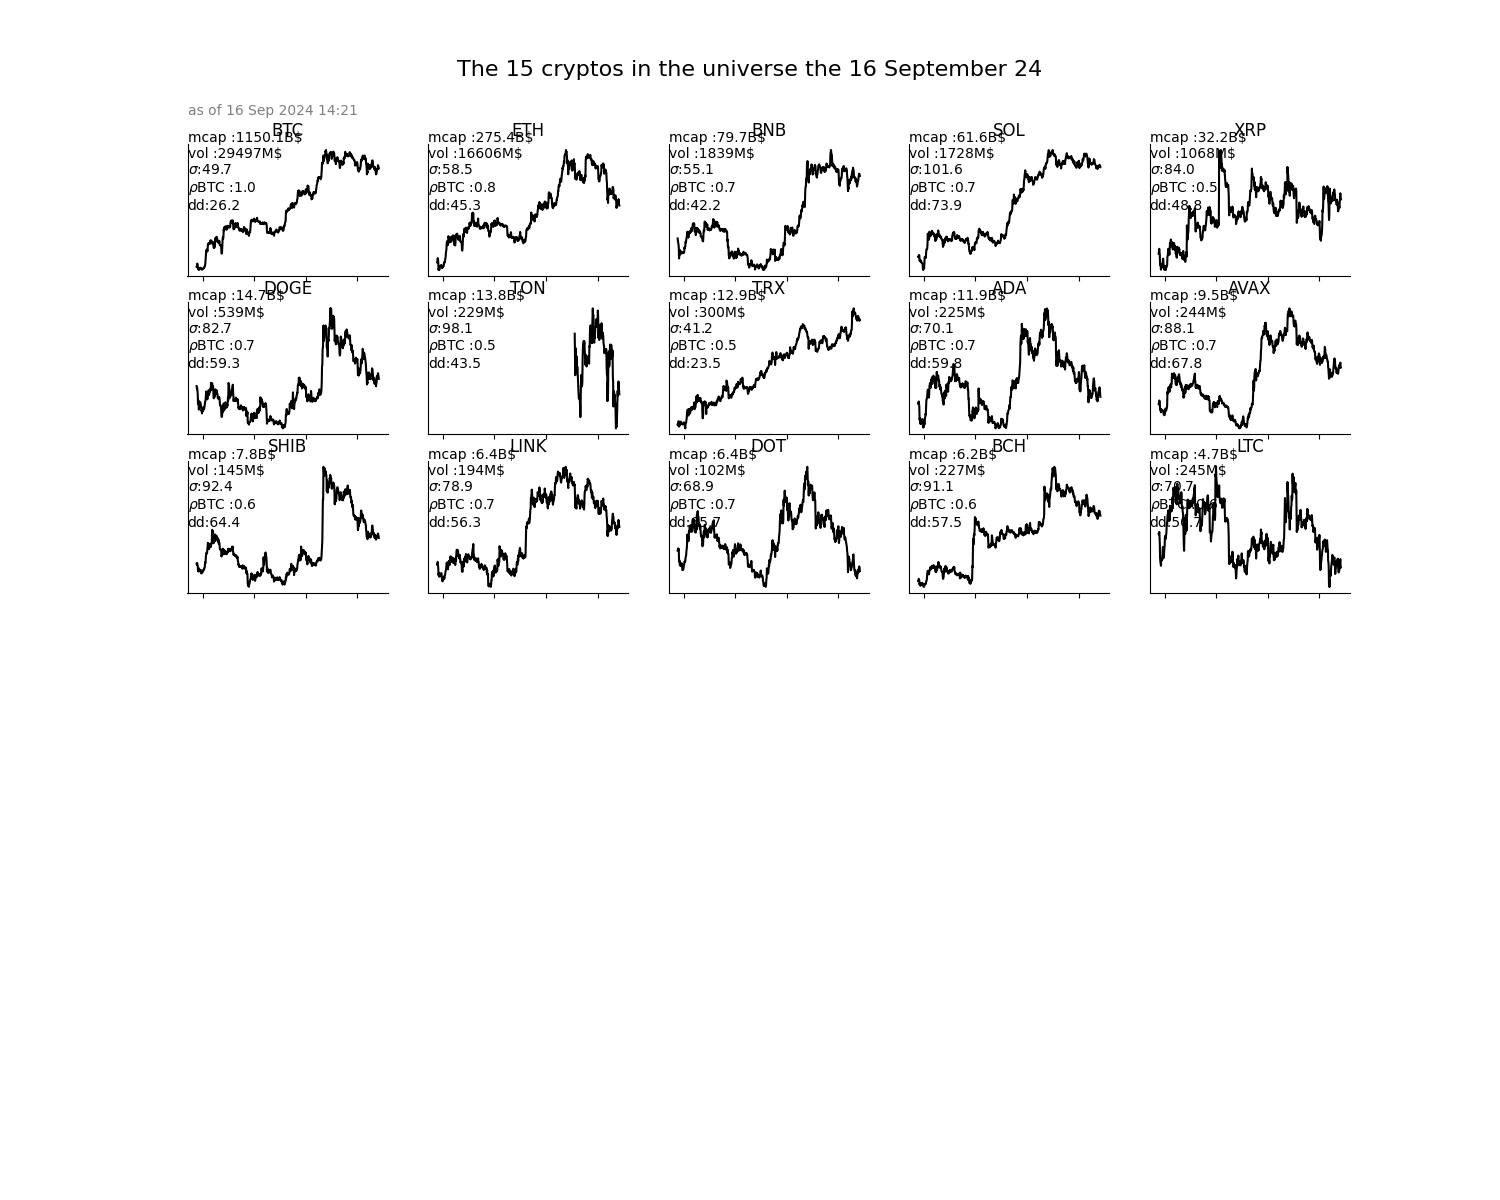 The 15 cryptos in the universe the 16 September 24
as of 16 Sep 2024 14:21
BTC
mcap :1150.1B$
vol :29497M$
σ:49.7
ρBTC :1.0
dd:26.2
ETH
mcap :275.4B$
vol :16606M$
σ:58.5
ρBTC :0.8
dd:45.3
BNB
mcap :79.7B$
vol :1839M$
σ:55.1
ρBTC :0.7
dd:42.2
SOL
mcap :61.6B$
vol :1728M$
σ:101.6
ρBTC :0.7
dd:73.9
XRP
mcap :32.2B$
vol :1068M$
σ:84.0
ρBTC :0.5
dd:48.8
DOGE
mcap :14.7B$
vol :539M$
σ:82.7
ρBTC :0.7
dd:59.3
TON
mcap :13.8B$
vol :229M$
σ:98.1
ρBTC :0.5
dd:43.5
TRX
mcap :12.9B$
vol :300M$
σ:41.2
ρBTC :0.5
dd:23.5
ADA
mcap :11.9B$
vol :225M$
σ:70.1
ρBTC :0.7
dd:59.8
AVAX
mcap :9.5B$
vol :244M$
σ:88.1
ρBTC :0.7
dd:67.8
SHIB
mcap :7.8B$
vol :145M$
σ:92.4
ρBTC :0.6
dd:64.4
LINK
mcap :6.4B$
vol :194M$
σ:78.9
ρBTC :0.7
dd:56.3
DOT
mcap :6.4B$
vol :102M$
σ:68.9
ρBTC :0.7
BCH
mcap :6.2B$
vol :227M$
σ:91.1
ρBTC :0.6
dd:57.5
LTC
mcap :4.7B$
vol :245M$